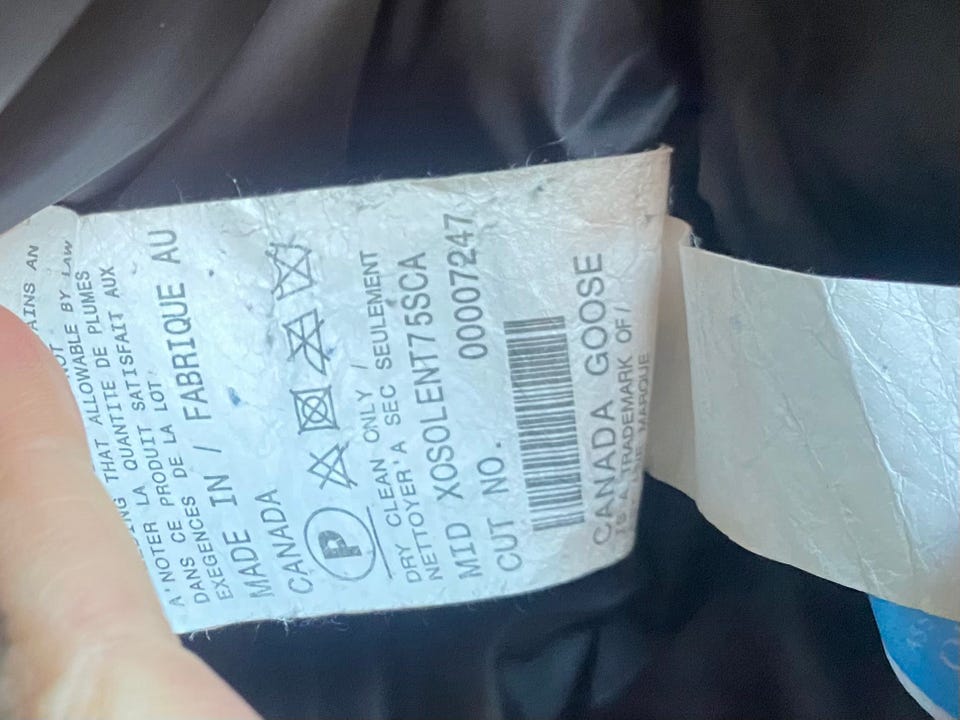 AINS AN
THAT ALLOWABLE BY LAW
A'NOTER LA QUANTITE DE PLUMES
DANS CE PRODUIT SATISFAIT AUX
EXEGENCES DE LA LOT.
MADE IN / FABRIQUE AU
CANADA
P
DRY CLEAN ONLY /
NETTOYER'A SEC SEULEMENT
MID XOSOLENT75SCA
CUT NO. 00007247
CANADA GOOSE
IS A TRADEMARK OF/
MARQUE